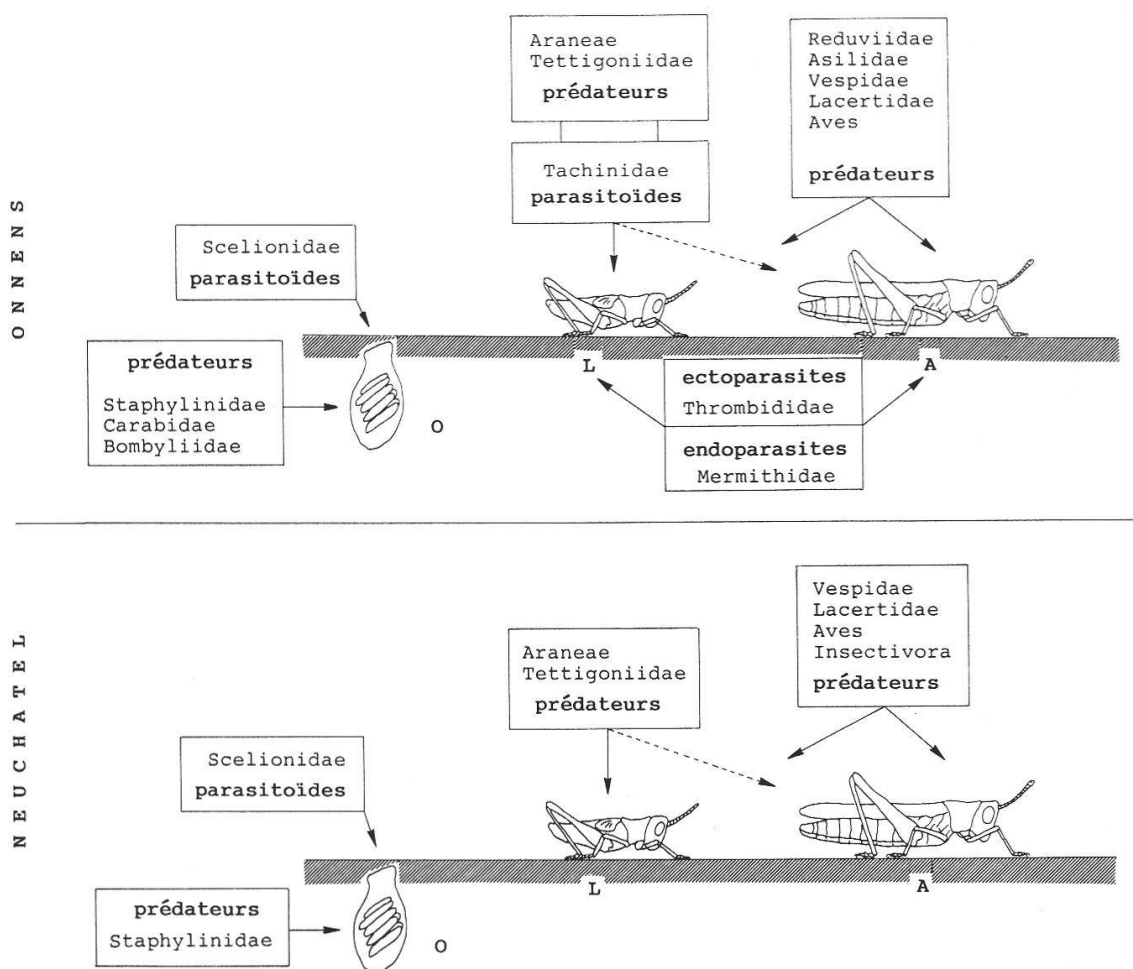 ONNENS
Araneae
Tettigoniidae
prédateurs
Tachinidae
parasitoïdes
Reduviidae
Asilidae
Vespidae
Lacertidae
Aves
prédateurs
Scelionidae
parasitoïdes
prédateurs
Staphylinidae
Carabidae
Bombyliidae
O
L
A
ectoparasites
Thrombididae
endoparasites
Mermithidae
NEUCHATEL
Araneae
Tettigoniidae
prédateurs
Vespidae
Lacertidae
Aves
Insectivora
prédateurs
Scelionidae
parasitoïdes
prédateurs
Staphylinidae
O
L
A